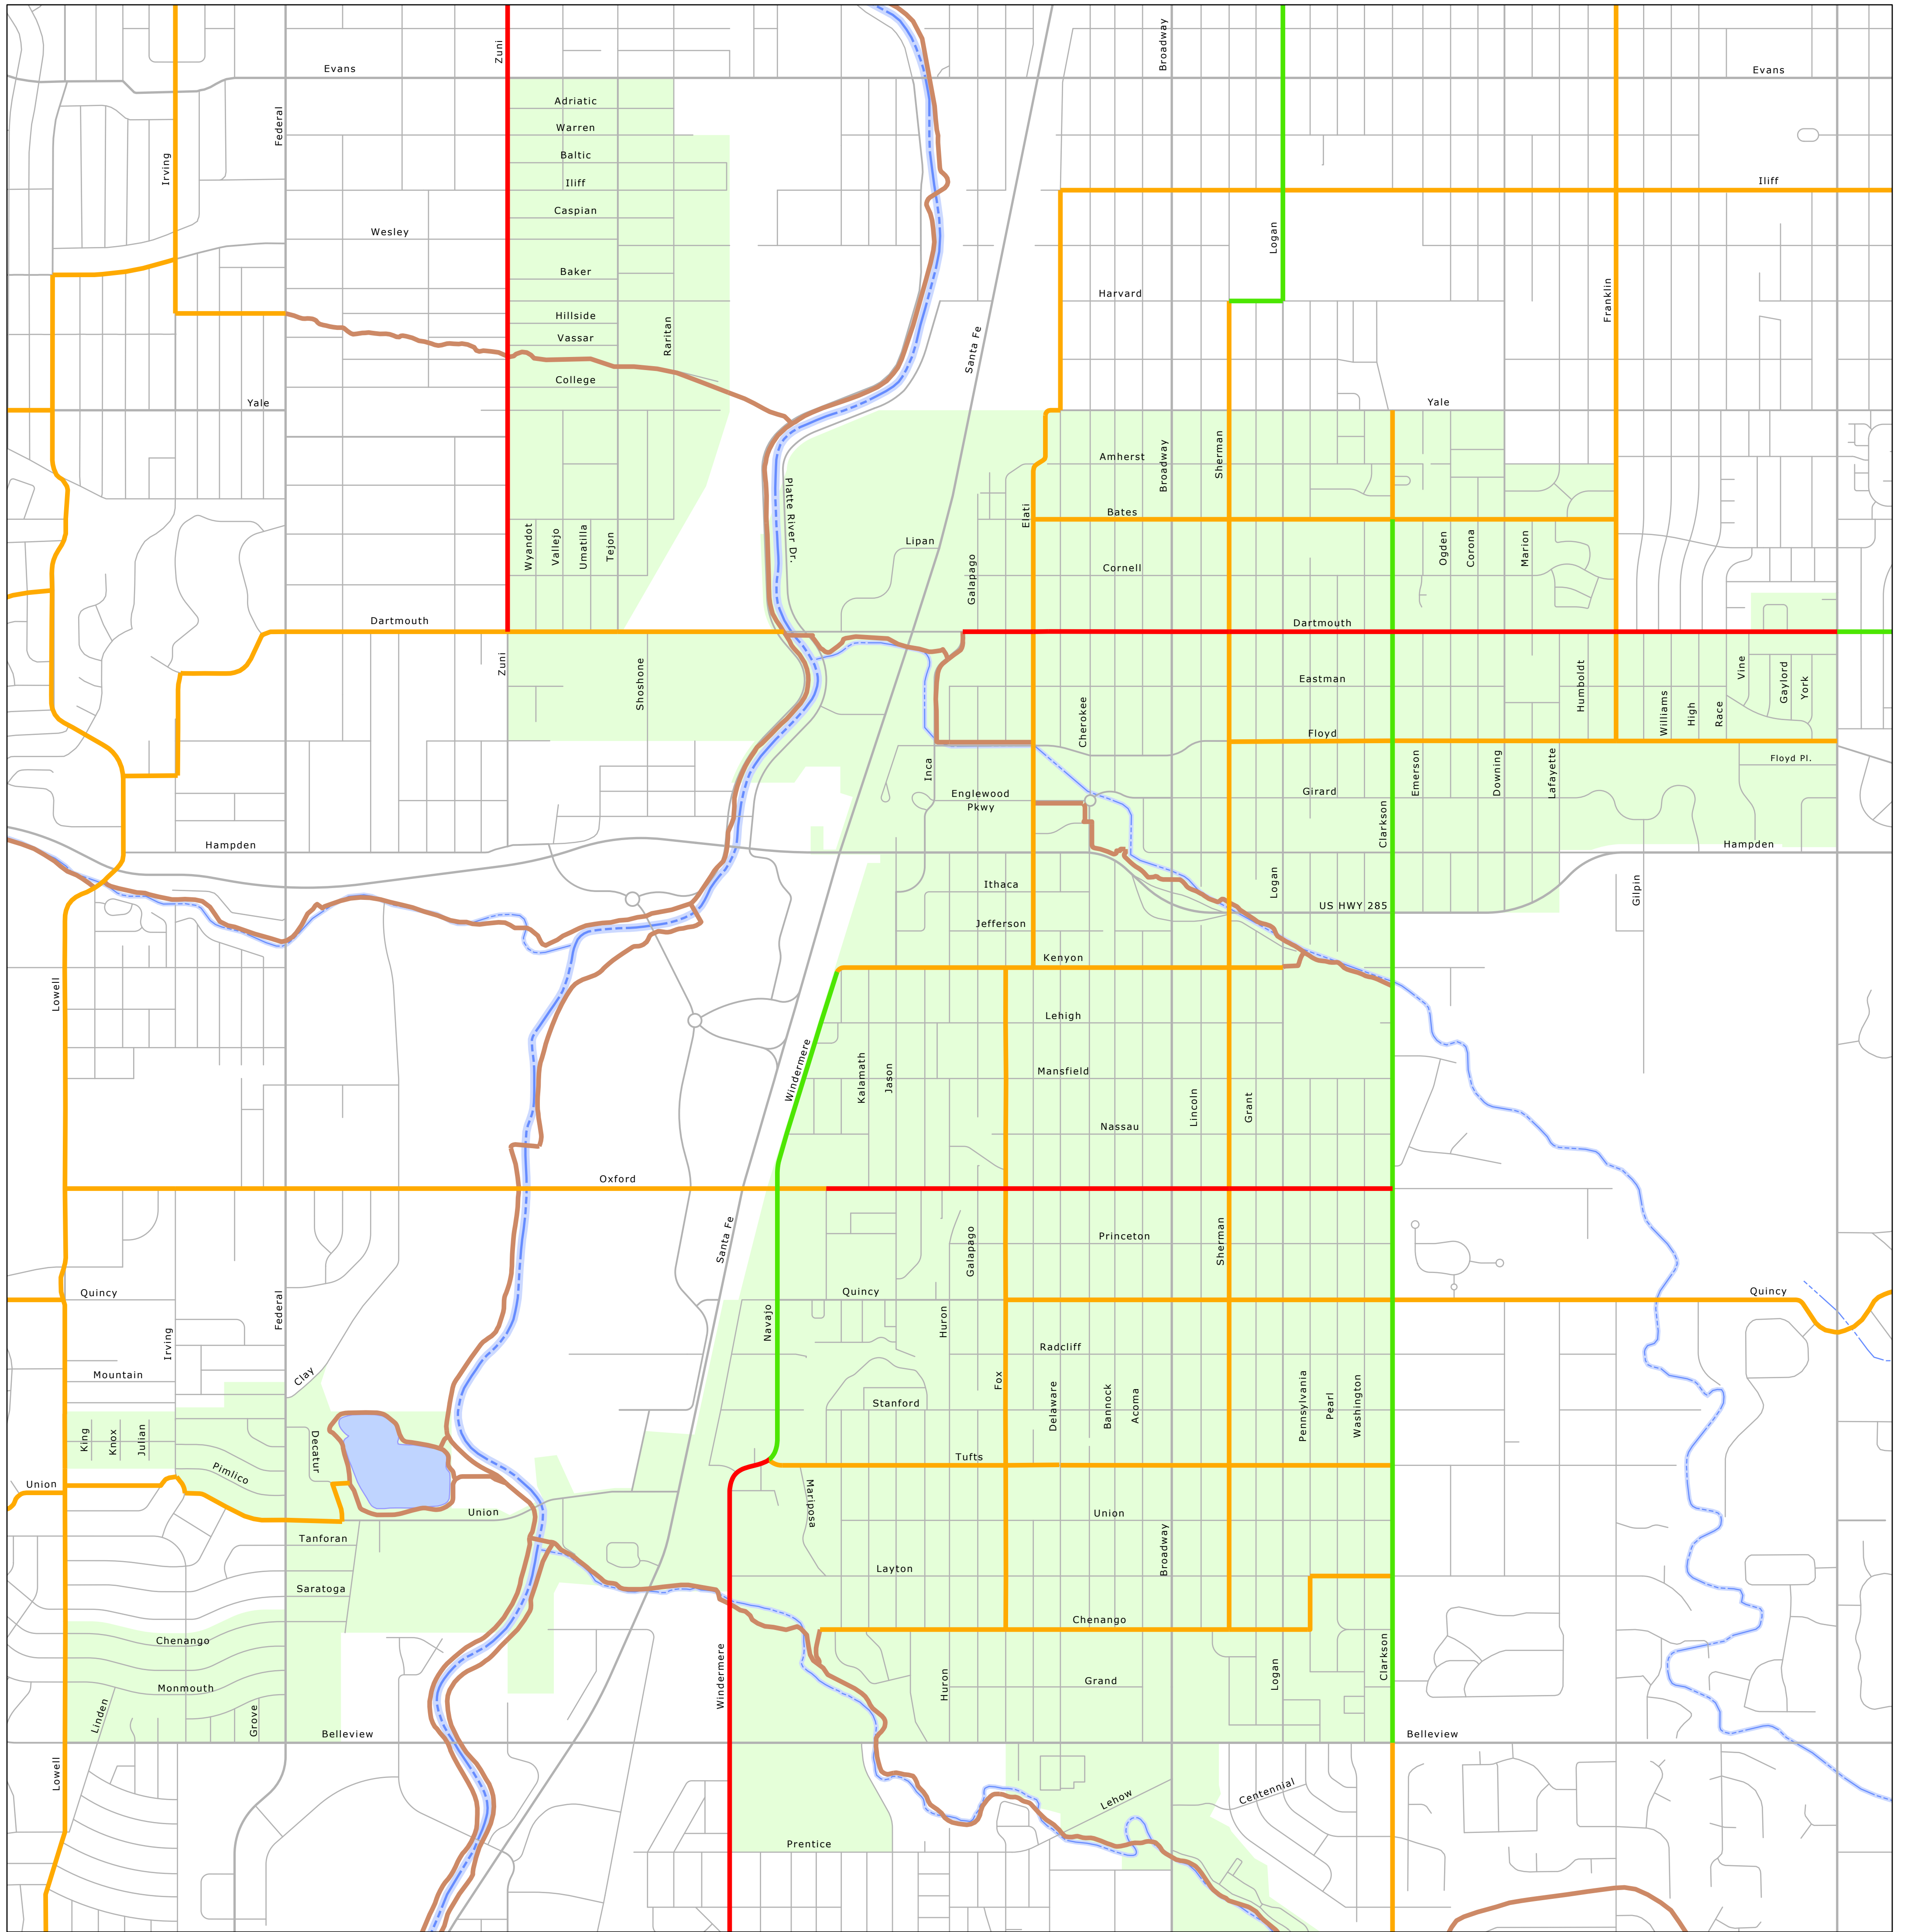 Zuni
Broadway
Evans
Evans
Federal
Irving
Adriatic
Warren
Baltic
Iliff
Iliff
Caspian
Wesley
Logan
Baker
Harvard
Franklin
Hillside
Vassar
Raritan
Santa Fe
College
Yale
Yale
Amherst
Broadway
Sherman
Platte River Dr.
Elati
Bates
Wyandot
Vallejo
Umatilla
Tejon
Lipan
Ogden
Corona
Marion
Galapago
Cornell
Dartmouth
Dartmouth
Zuni
Shoshone
Eastman
Humboldt
Vine
Gaylord
York
Williams
High
Race
Cherokee
Floyd
Inca
Emerson
Downing
Lafayette
Floyd Pl.
Englewood
Pkwy
Girard
Clarkson
Hampden
Hampden
Ithaca
Logan
Gilpin
US HWY 285
Jefferson
Kenyon
Lowell
Lehigh
Windermere
Kalamath
Jason
Mansfield
Lincoln
Grant
Nassau
Oxford
Santa Fe
Galapago
Princeton
Sherman
Quincy
Quincy
Quincy
Federal
Irving
Navajo
Huron
Radcliff
Mountain
Clay
Fox
Stanford
Delaware
Bannock
Acoma
Pennsylvania
Pearl
Washington
King
Knox
Julian
Decatur
Pimlico
Tufts
Union
Mariposa
Union
Union
Tanforan
Broadway
Layton
Saratoga
Chenango
Chenango
Clarkson
Windermere
Huron
Logan
Grand
Monmouth
Linden
Grove
Belleview
Belleview
Lowell
Lehow
Centennial
Prentice